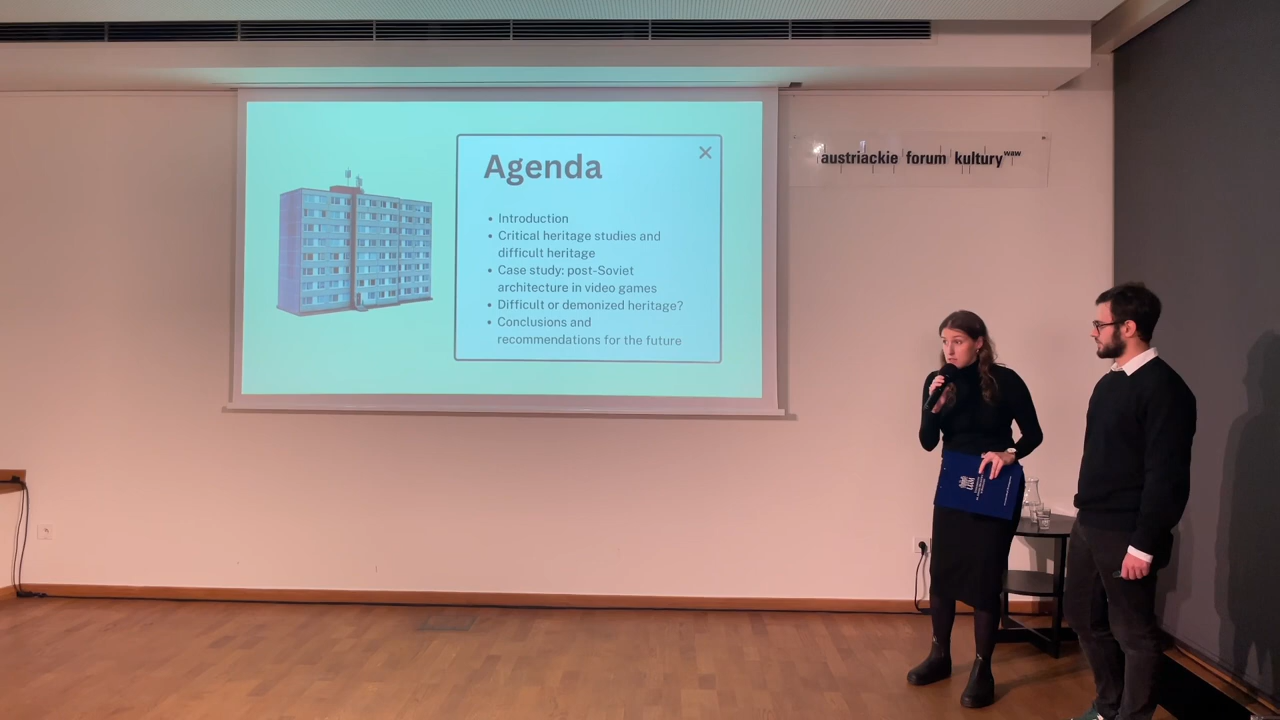 Agenda
• Introduction
• Critical heritage studies and
difficult heritage
• Case study: post-Soviet
architecture in video games
• Difficult or demonized heritage?
• Conclusions and
recommendations for the future
austriackie forum kultury waw